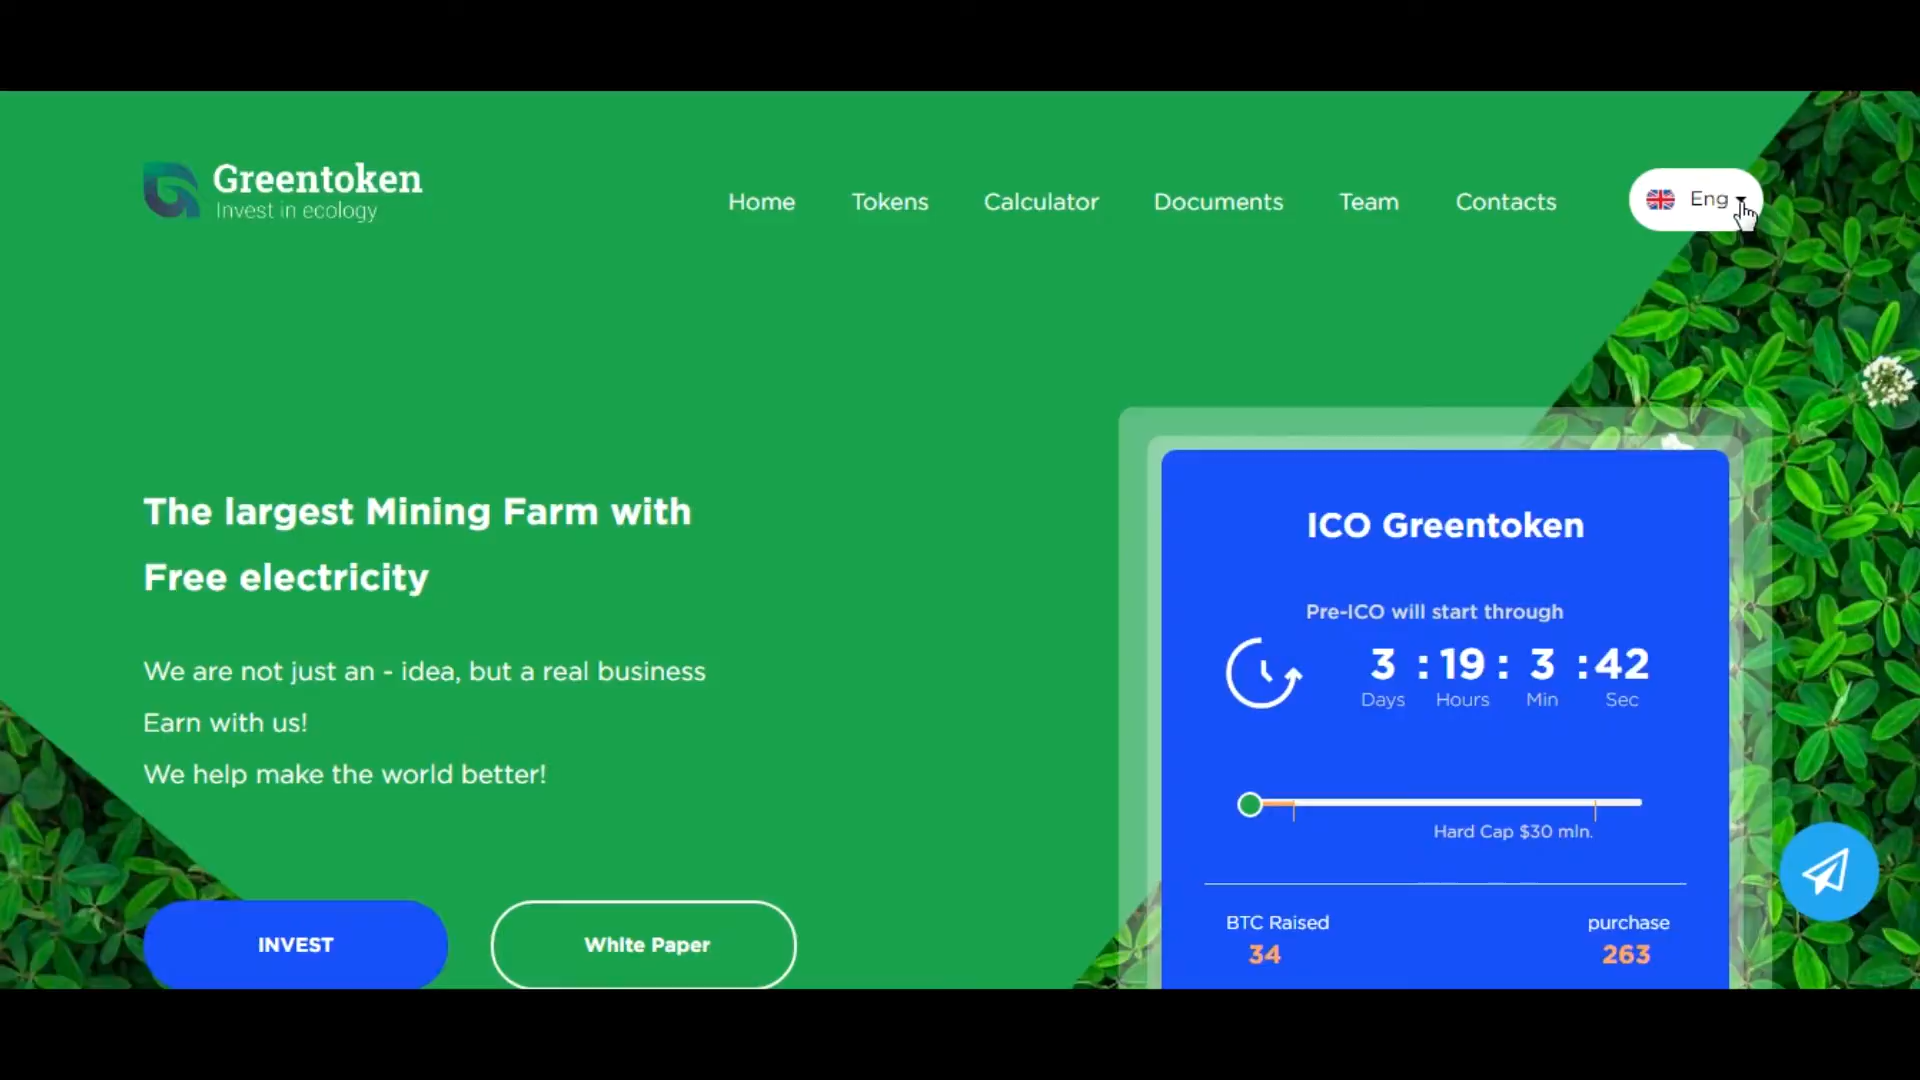 Greentoken
Invest in ecology
Home
Tokens
Calculator
Documents
Team
Contacts
Eng
The largest Mining Farm with
Free electricity
We are not just an - idea, but a real business
Earn with us!
We help make the world better!
INVEST
White Paper
ICO Greentoken
Pre-ICO will start through
3 : 19 : 3 : 42
Days Hours Min Sec
Hard Cap $30 mln.
BTC Raised purchase
34 263